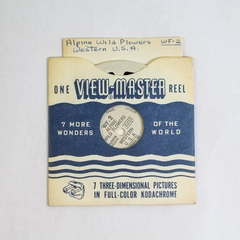 Alpine Wild Flowers WF-2
Western U.S.A.
ONE VIEW-MASTER REEL
7 MORE WONDERS OF THE WORLD
7 THREE-DIMENSIONAL PICTURES
IN FULL-COLOR KODACHROME